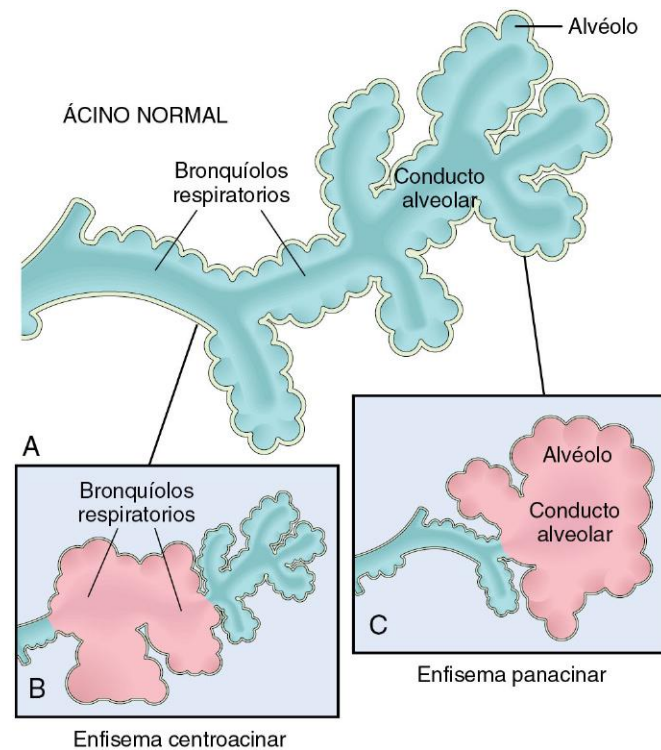 Alvéolo
ÁCINO NORMAL
Bronquíolos
respiratorios
Conducto
alveolar
A
Bronquíolos
respiratorios
B
Enfisema centroacinar
Alvéolo
Conducto
alveolar
C
Enfisema panacinar